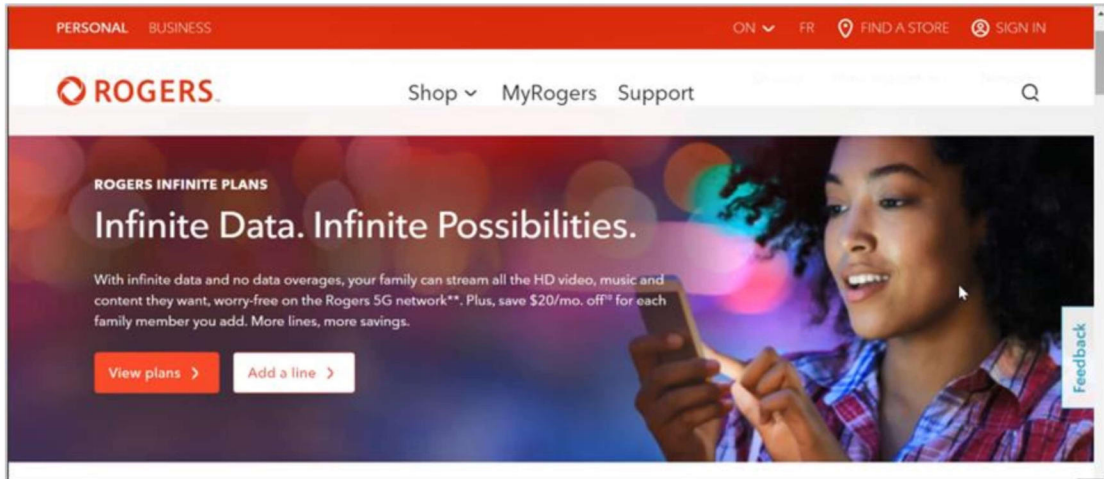 PERSONAL BUSINESS ON FR FIND A STORE SIGN IN
ROGERS™ Shop MyRogers Support
ROGERS INFINITE PLANS
Infinite Data. Infinite Possibilities.
With infinite data and no data overages, your family can stream all the HD video, music and
content they want, worry-free on the Rogers 5G network**. Plus, save $20/mo. off for each
family member you add. More lines, more savings.
View plans Add a line
Feedback